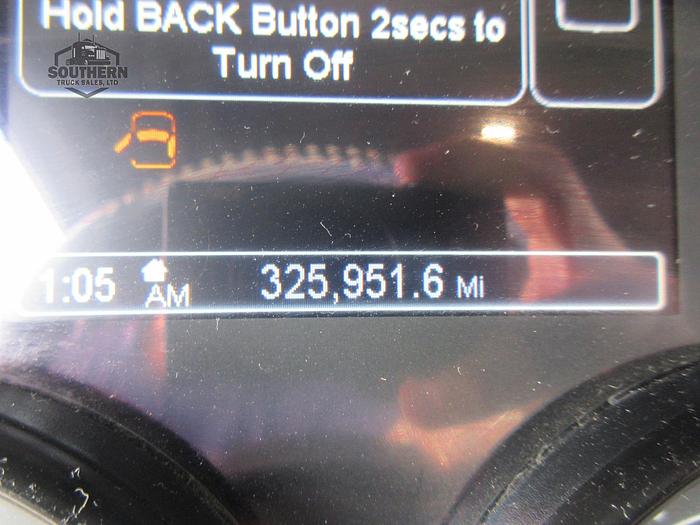 Hold BACK Button 2secs to
Turn Off
SOUTHERN
TRUCK SALES, LTD
1:05 AM 325,951.6 Mi